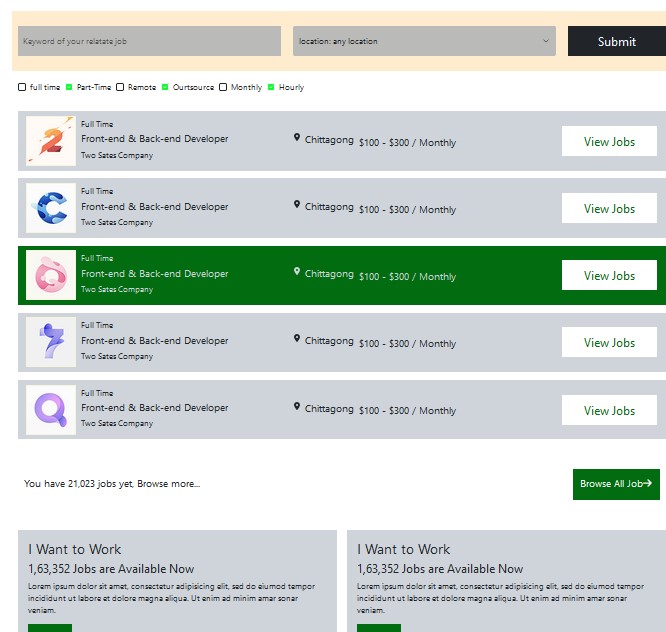 Keyword of your relatate job
location: any location
Submit
full time Part-Time Remote Ourtsource Monthly Hourly
Full Time
Front-end & Back-end Developer
Two Sates Company
Chittagong $100 - $300 / Monthly
View Jobs
Full Time
Front-end & Back-end Developer
Two Sates Company
Chittagong $100 - $300 / Monthly
View Jobs
Full Time
Front-end & Back-end Developer
Two Sates Company
Chittagong $100 - $300 / Monthly
View Jobs
Full Time
Front-end & Back-end Developer
Two Sates Company
Chittagong $100 - $300 / Monthly
View Jobs
Full Time
Front-end & Back-end Developer
Two Sates Company
Chittagong $100 - $300 / Monthly
View Jobs
You have 21,023 jobs yet, Browse more...
Browse All Job→
I Want to Work
1,63,352 Jobs are Available Now
Lorem ipsum dolor sit amet, consectetur adipisicing elit, sed do eiumod tempor
incididunt ut labore et dolore magna aliqua. Ut enim ad minim amar sonar
veniam.
I Want to Work
1,63,352 Jobs are Available Now
Lorem ipsum dolor sit amet, consectetur adipisicing elit, sed do eiumod tempor
incididunt ut labore et dolore magna aliqua. Ut enim ad minim amar sonar
veniam.